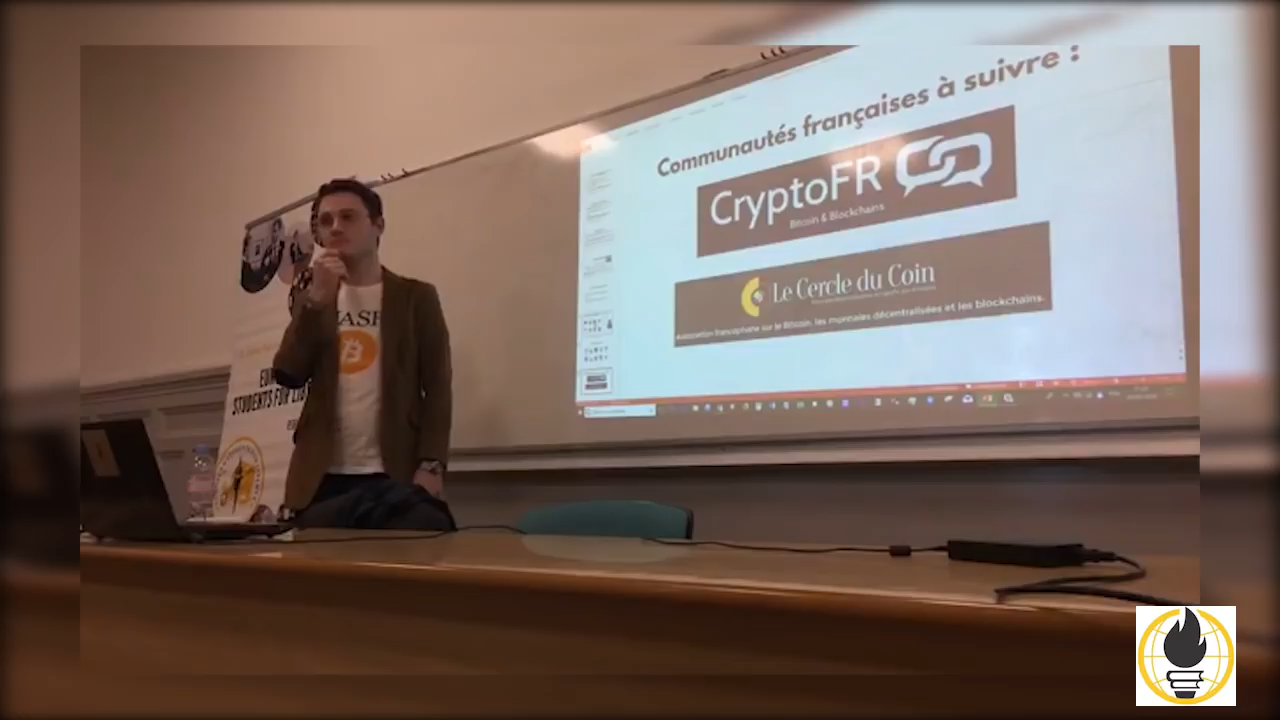 Communautés françaises à suivre :
CryptoFR
Bitcoin & Blockchains
Le Cercle du Coin
Association francophone sur le Bitcoin, les monnaies décentralisées et les blockchains.
STUDENTS FOR